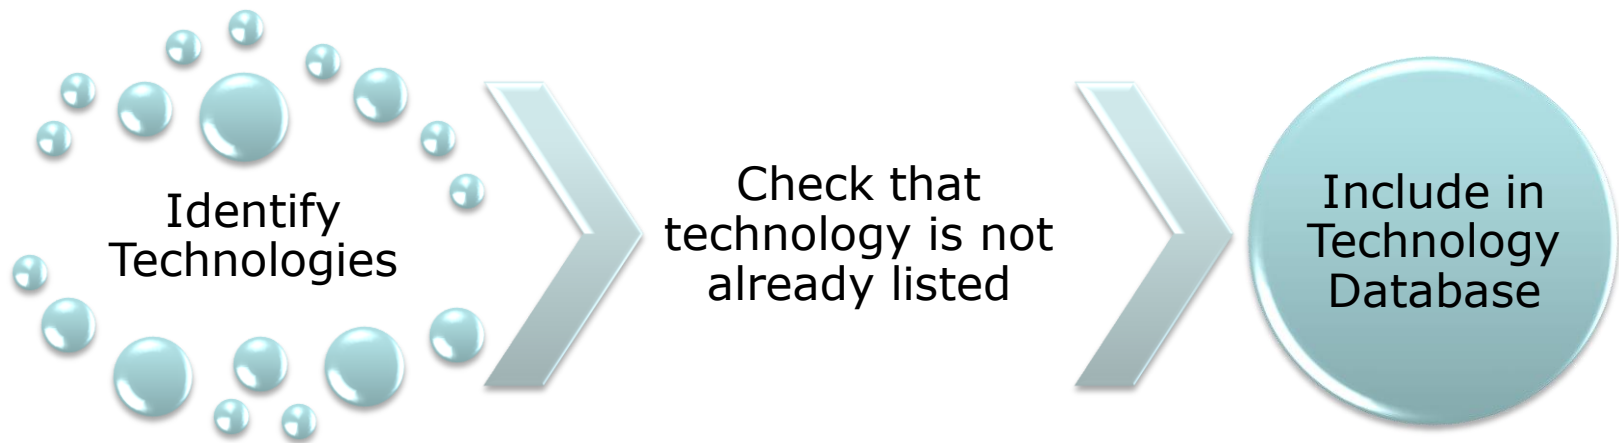 Identify
Technologies
Check that
technology is not
already listed
Include in
Technology
Database